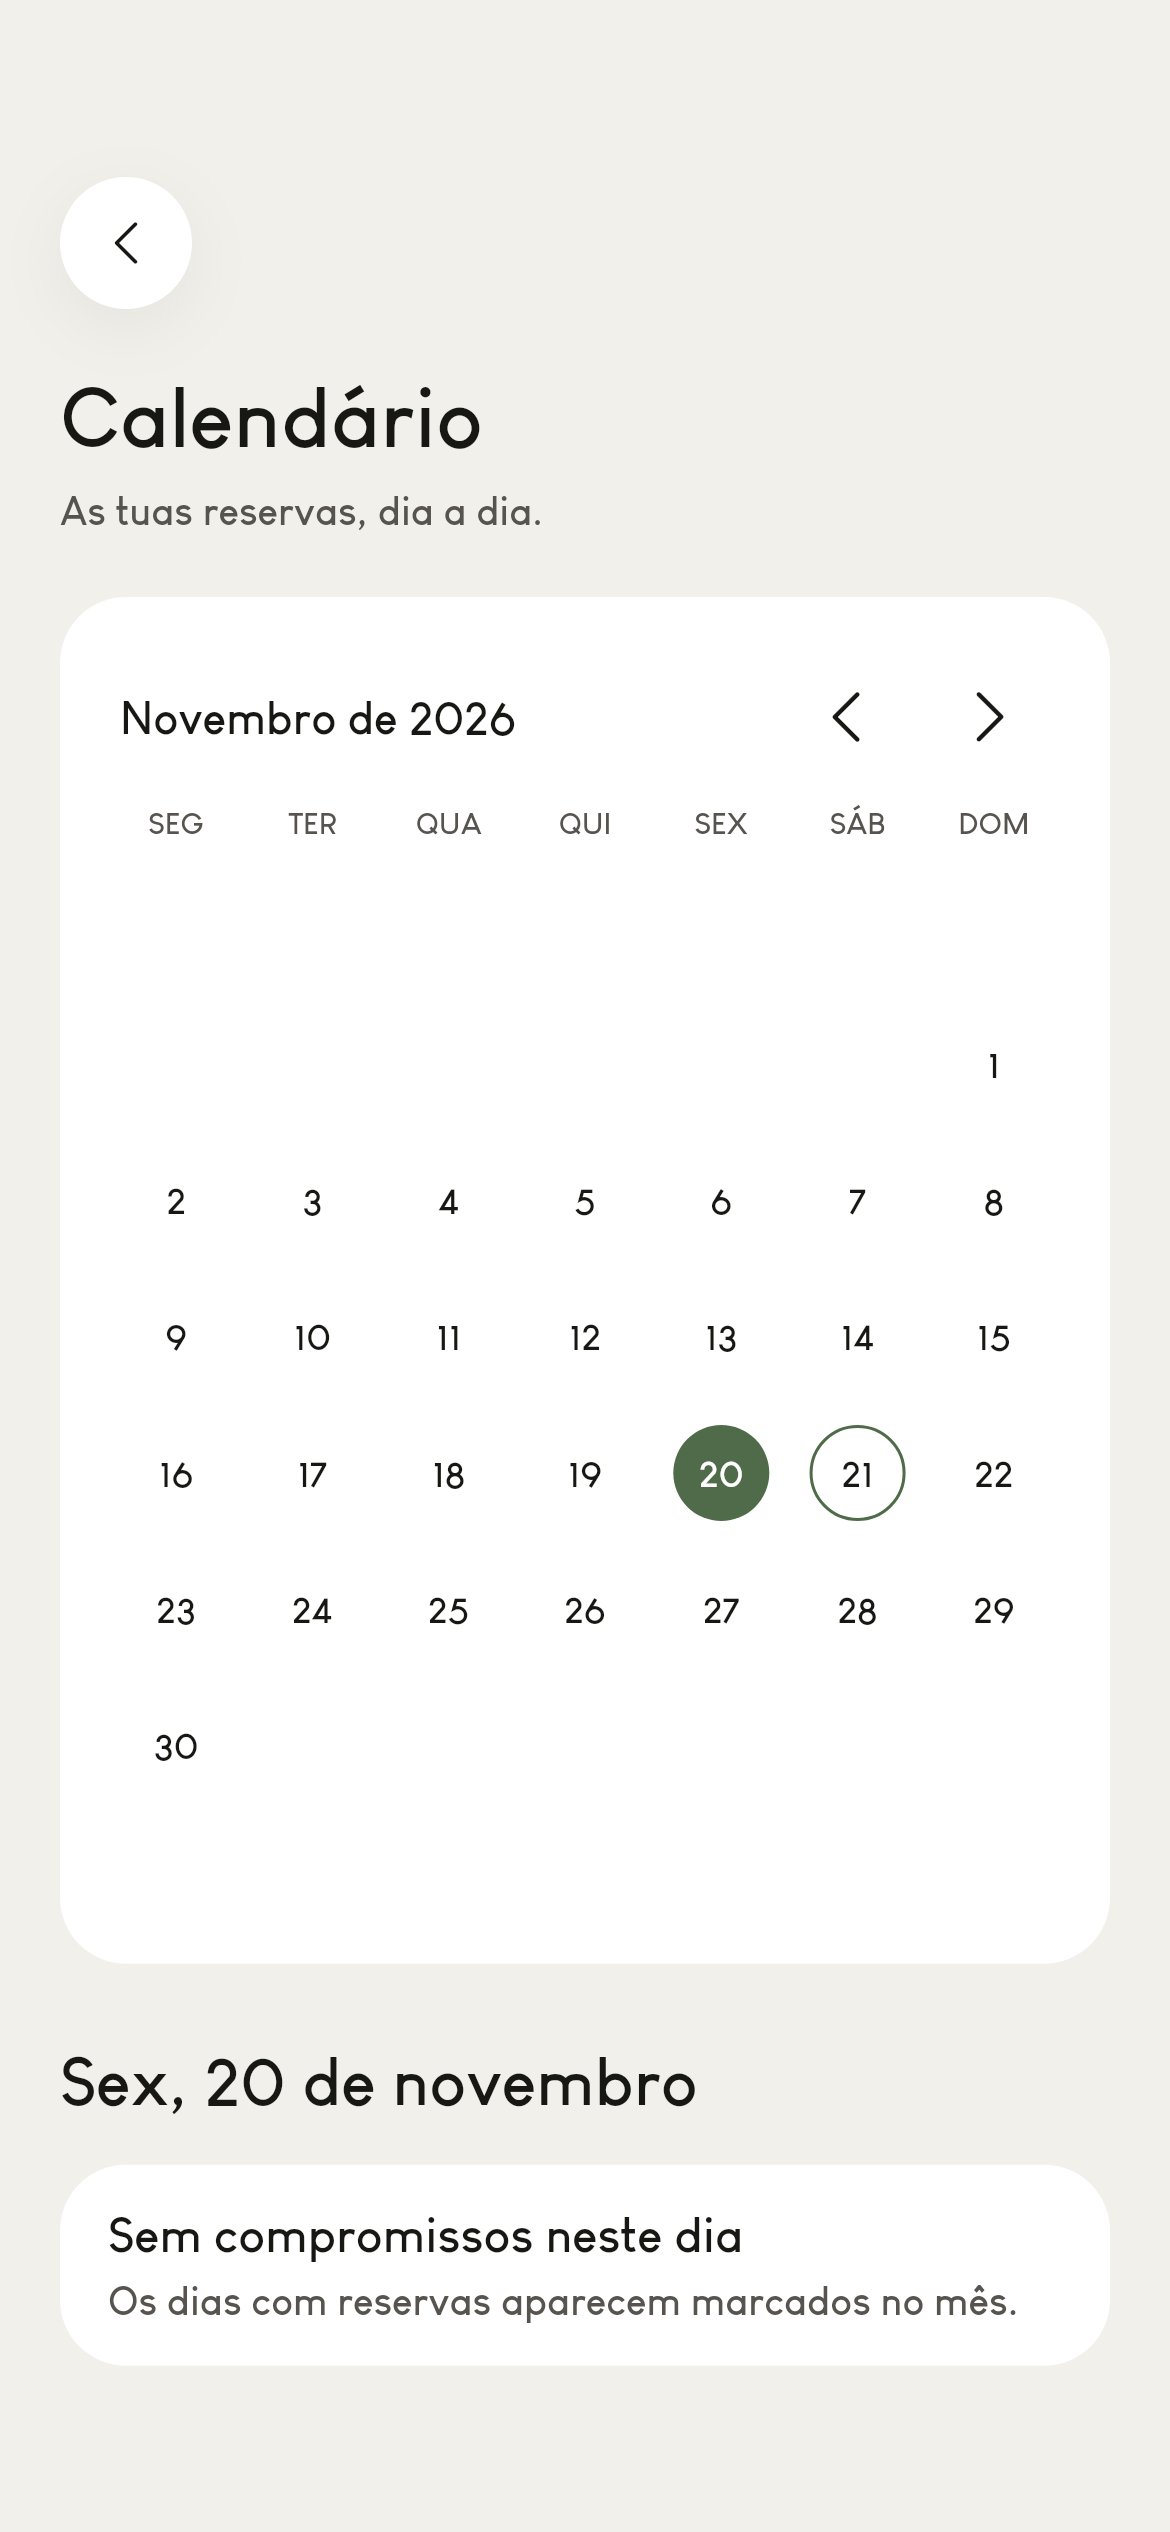 Calendário
As tuas reservas, dia a dia.
Novembro de 2026
SEG TER QUA QUI SEX SÁB DOM
1
2 3 4 5 6 7 8
9 10 11 12 13 14 15
16 17 18 19 20 21 22
23 24 25 26 27 28 29
30
Sex, 20 de novembro
Sem compromissos neste dia
Os dias com reservas aparecem marcados no mês.